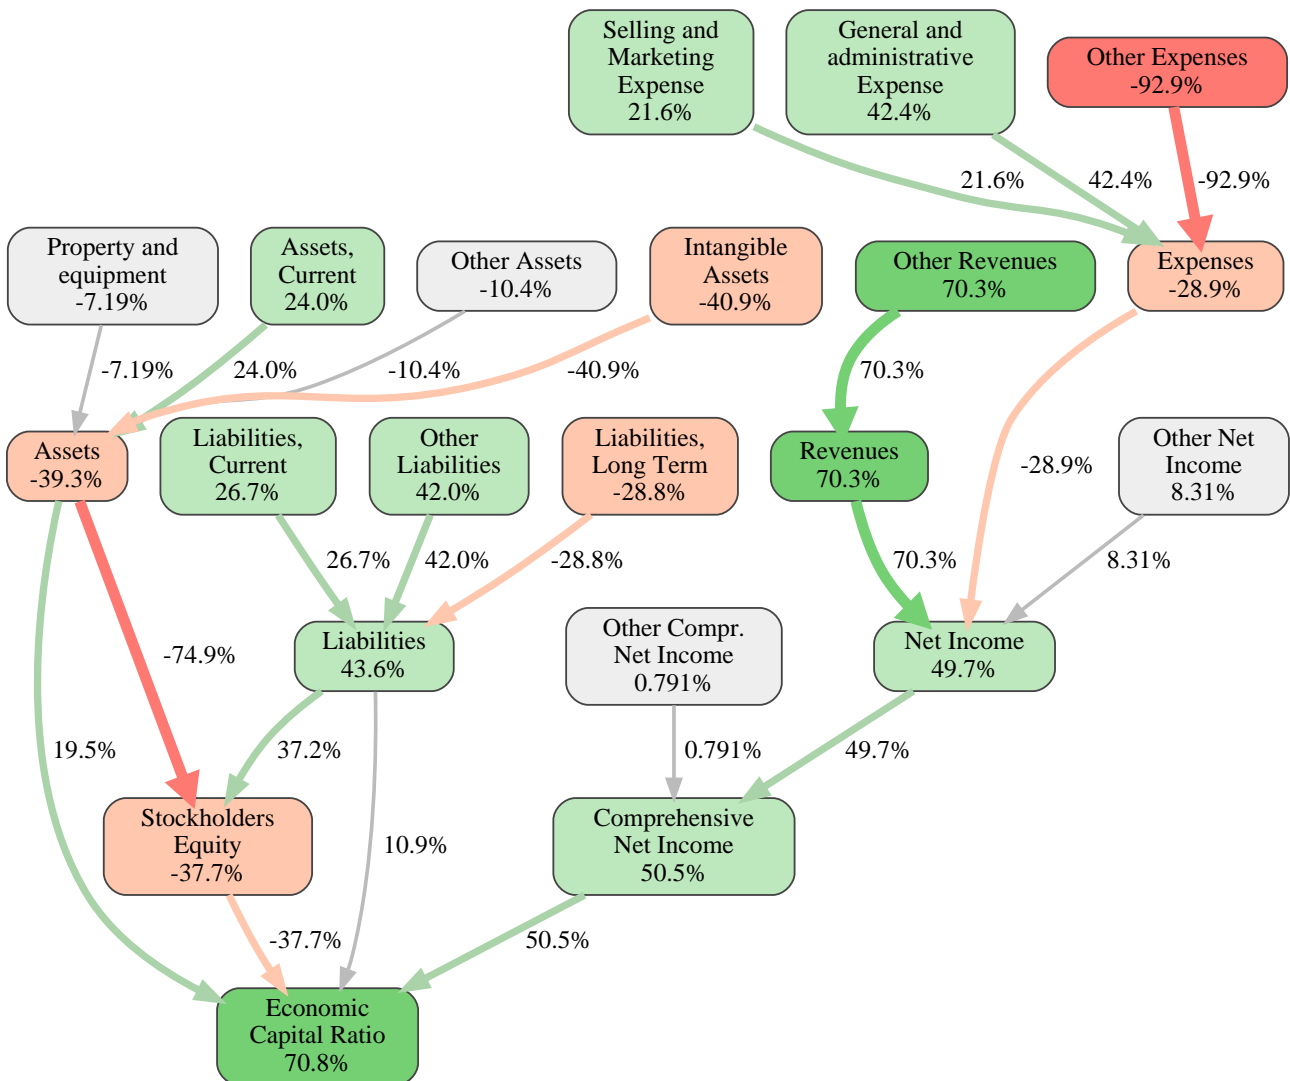 Selling and
Marketing
Expense
21.6%
General and
administrative
Expense
42.4%
Other Expenses
-92.9%
21.6%
42.4%
-92.9%
Property and
equipment
-7.19%
Assets,
Current
24.0%
Other Assets
-10.4%
Intangible
Assets
-40.9%
Other Revenues
70.3%
Expenses
-28.9%
-7.19%
24.0%
-10.4%
-40.9%
70.3%
Assets
-39.3%
Liabilities,
Current
26.7%
Other
Liabilities
42.0%
Liabilities,
Long Term
-28.8%
Revenues
70.3%
-28.9%
Other Net
Income
8.31%
26.7%
42.0%
-28.8%
70.3%
8.31%
-74.9%
Liabilities
43.6%
Other Compr.
Net Income
0.791%
Net Income
49.7%
19.5%
37.2%
0.791%
49.7%
Stockholders
Equity
-37.7%
10.9%
Comprehensive
Net Income
50.5%
-37.7%
50.5%
Economic
Capital Ratio
70.8%